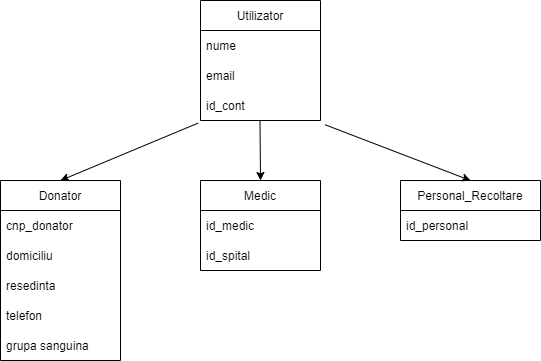 Utilizator
nume
email
id_cont
Donator
cnp_donator
domiciliu
resedinta
telefon
grupa sanguina
Medic
id_medic
id_spital
Personal_Recoltare
id_personal